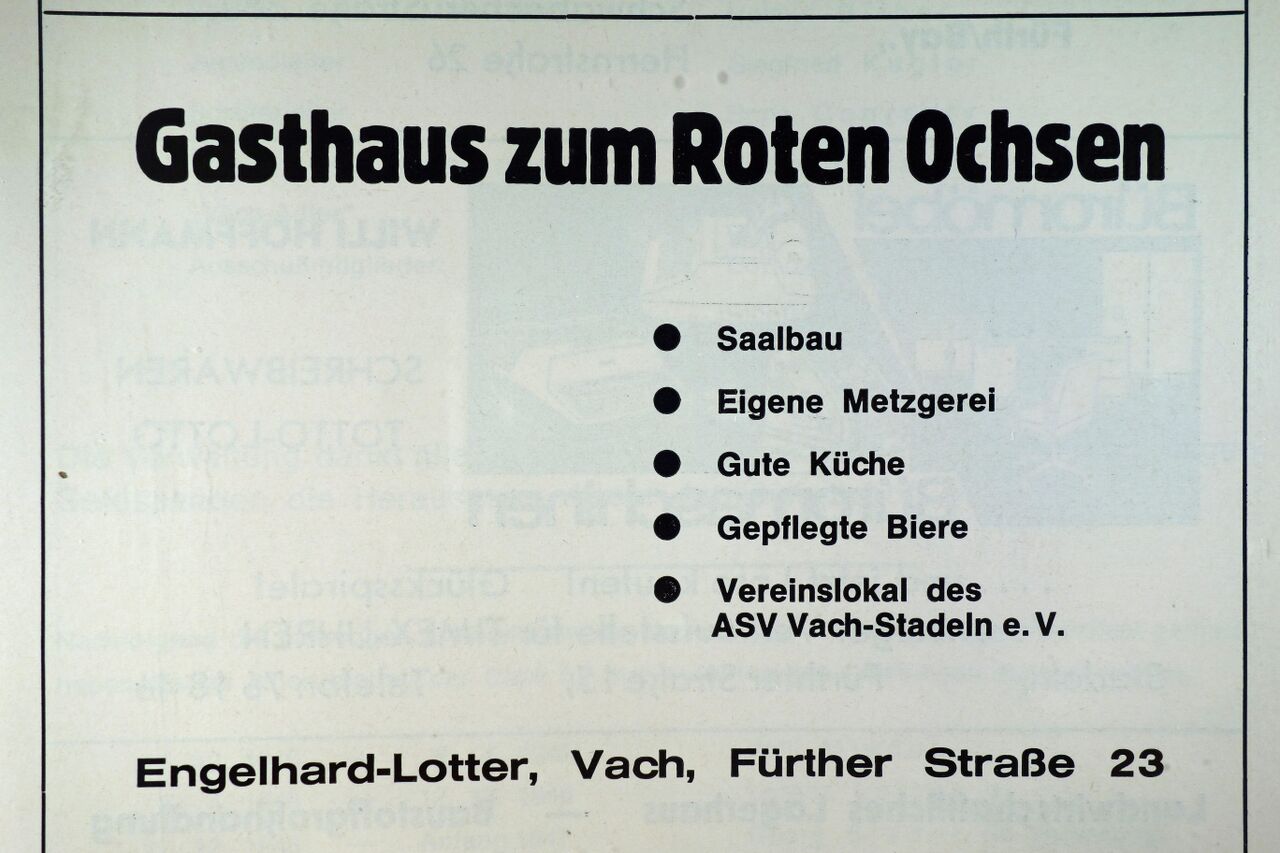 Gasthaus zum Roten Ochsen
● Saalbau
● Eigene Metzgerei
● Gute Küche
● Gepflegte Biere
● Vereinslokal des
ASV Vach-Stadeln e. V.
Engelhard-Lotter, Vach, Fürther Straße 23